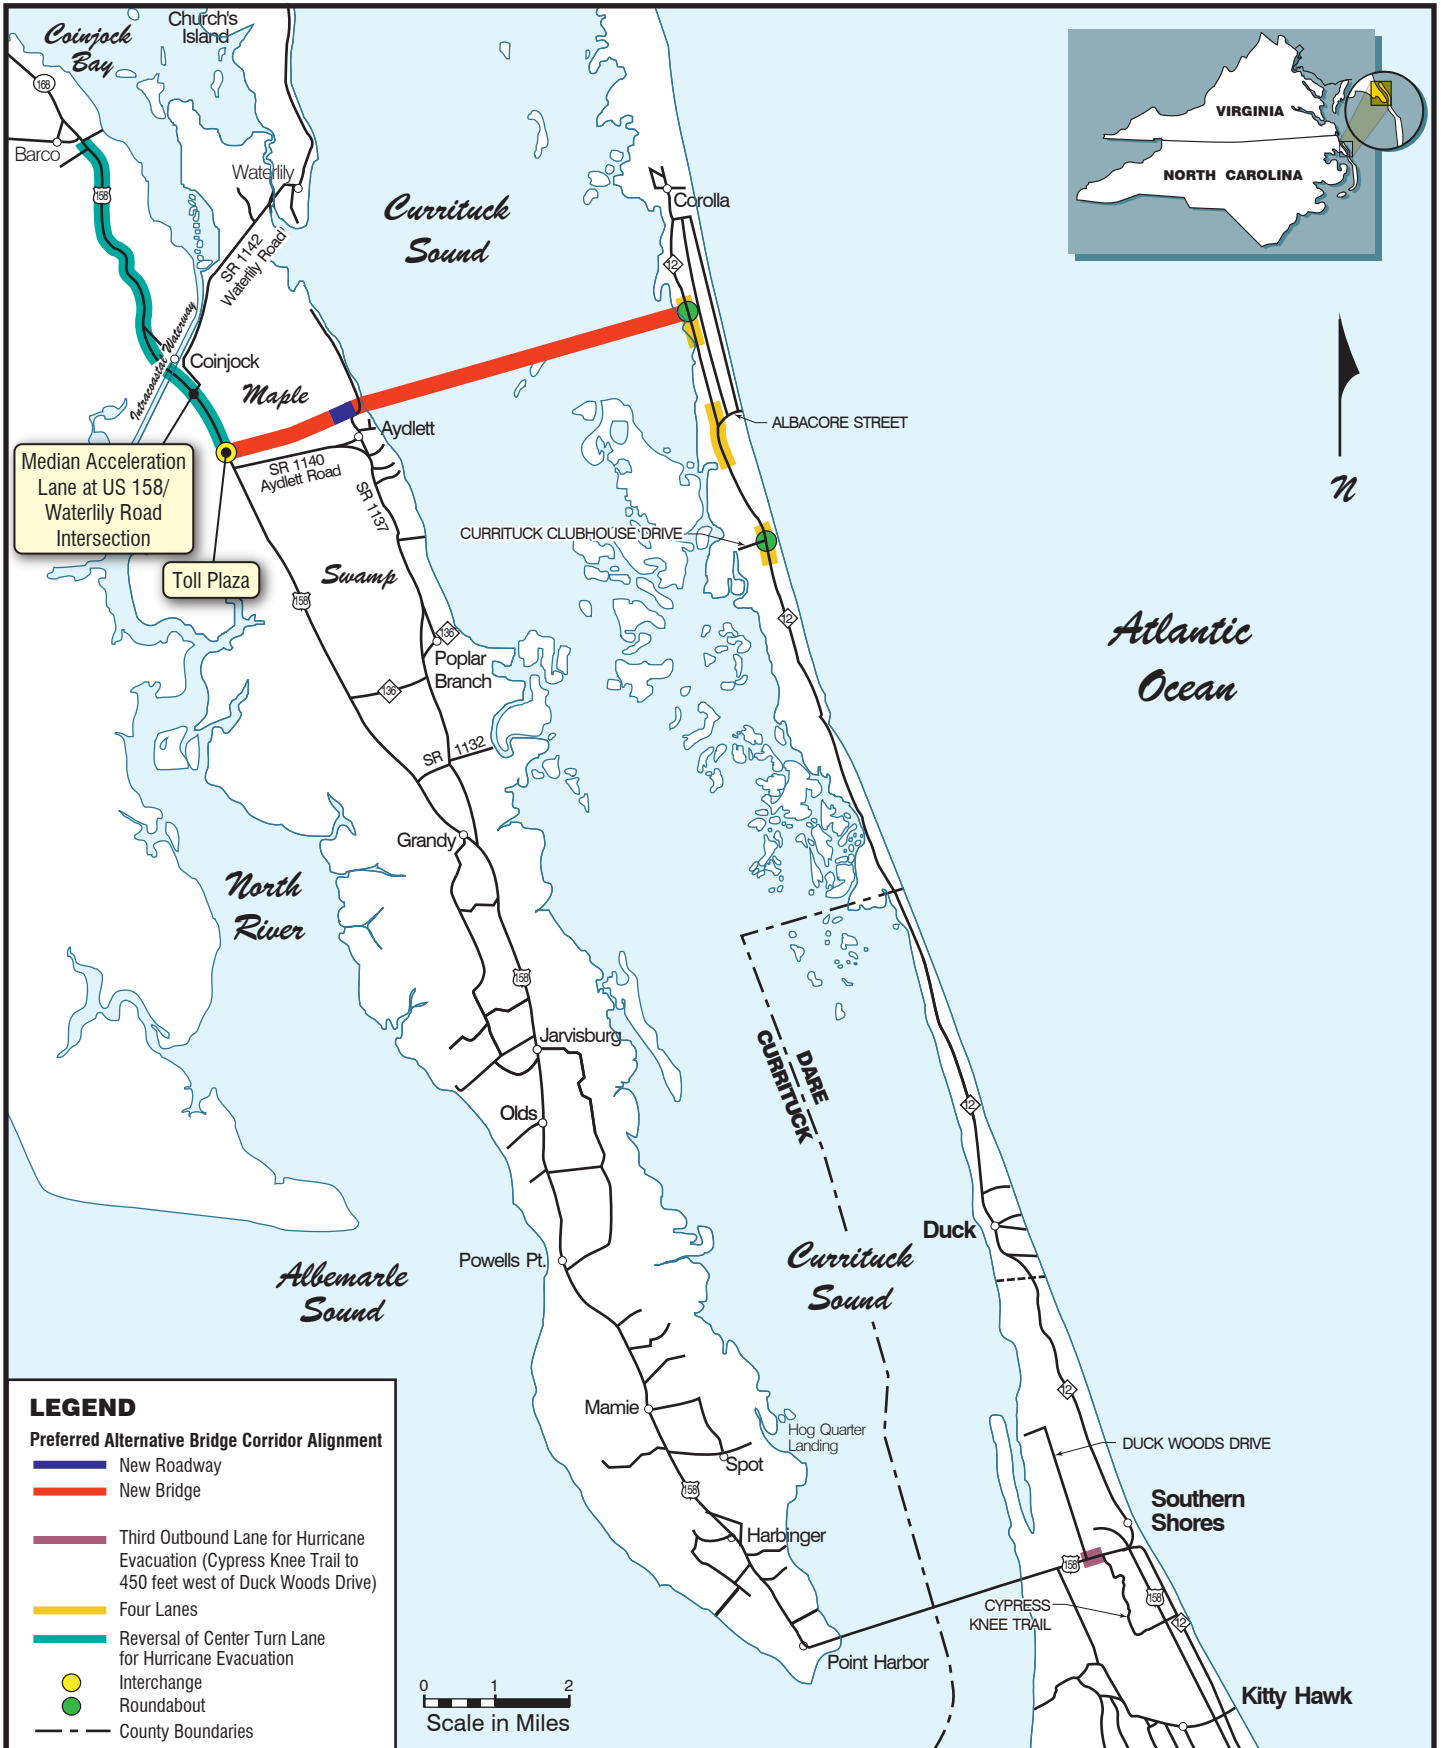 Church's
Island
Coinjock
Bay
168
Barco
158
Waterlily
SR 1142
Waterlily Road
Intracoastal Waterway
Coinjock
Maple
Currituck
Sound
Corolla
12
VIRGINIA
NORTH CAROLINA
N
Aydlett
SR 1140
Aydlett Road
SR 1137
ALBACORE STREET
CURRITUCK CLUBHOUSE DRIVE
Median Acceleration
Lane at US 158/
Waterlily Road
Intersection
Toll Plaza
158
Swamp
12
136
Poplar
Branch
136
SR 1132
Atlantic
Ocean
Grandy
North
River
158
Jarvisburg
DARE
CURRITUCK
12
Olds
Duck
Powells Pt.
Albemarle
Sound
Currituck
Sound
12
Mamie
Hog Quarter
Landing
Spot
158
DUCK WOODS DRIVE
Southern
Shores
Harbinger
158
158
12
CYPRESS
KNEE TRAIL
Point Harbor
Kitty Hawk
LEGEND
Preferred Alternative Bridge Corridor Alignment
New Roadway
New Bridge
Third Outbound Lane for Hurricane
Evacuation (Cypress Knee Trail to
450 feet west of Duck Woods Drive)
Four Lanes
Reversal of Center Turn Lane
for Hurricane Evacuation
Interchange
Roundabout
County Boundaries
0 1 2
Scale in Miles